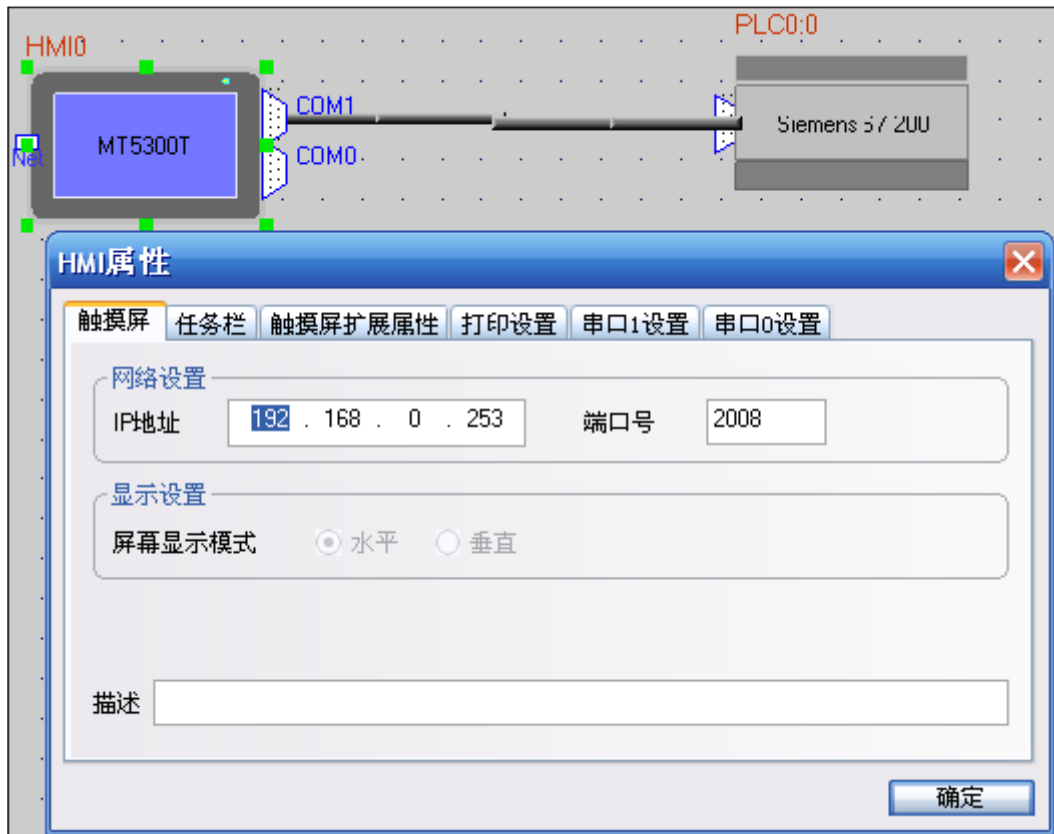 PLC0:0
HMI0
COM1
MT5300T
Siemens S7 200
COM0
Net
HMI属性
触摸屏 任务栏 触摸屏扩展属性 打印设置 串口1设置 串口0设置
网络设置
IP地址 192 . 168 . 0 . 253 端口号 2008
显示设置
屏幕显示模式 水平 垂直
描述
确定